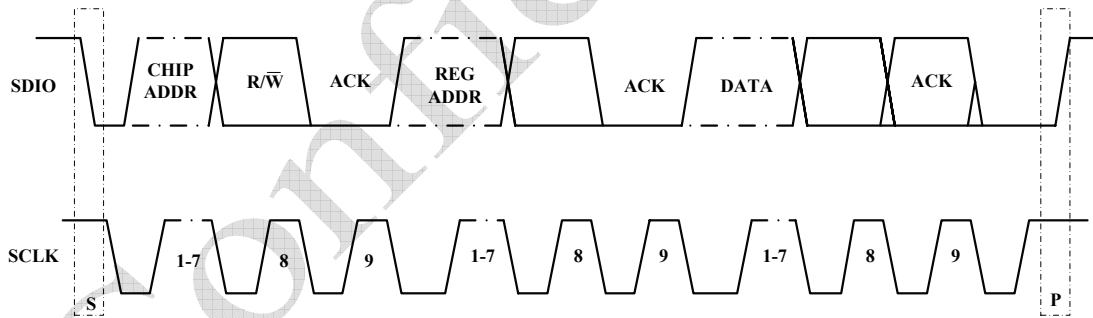 SDIO CHIP ADDR R/W̅ ACK REG ADDR ACK DATA ACK
SCLK 1-7 8 9 1-7 8 9 1-7 8 9
S P
Confide